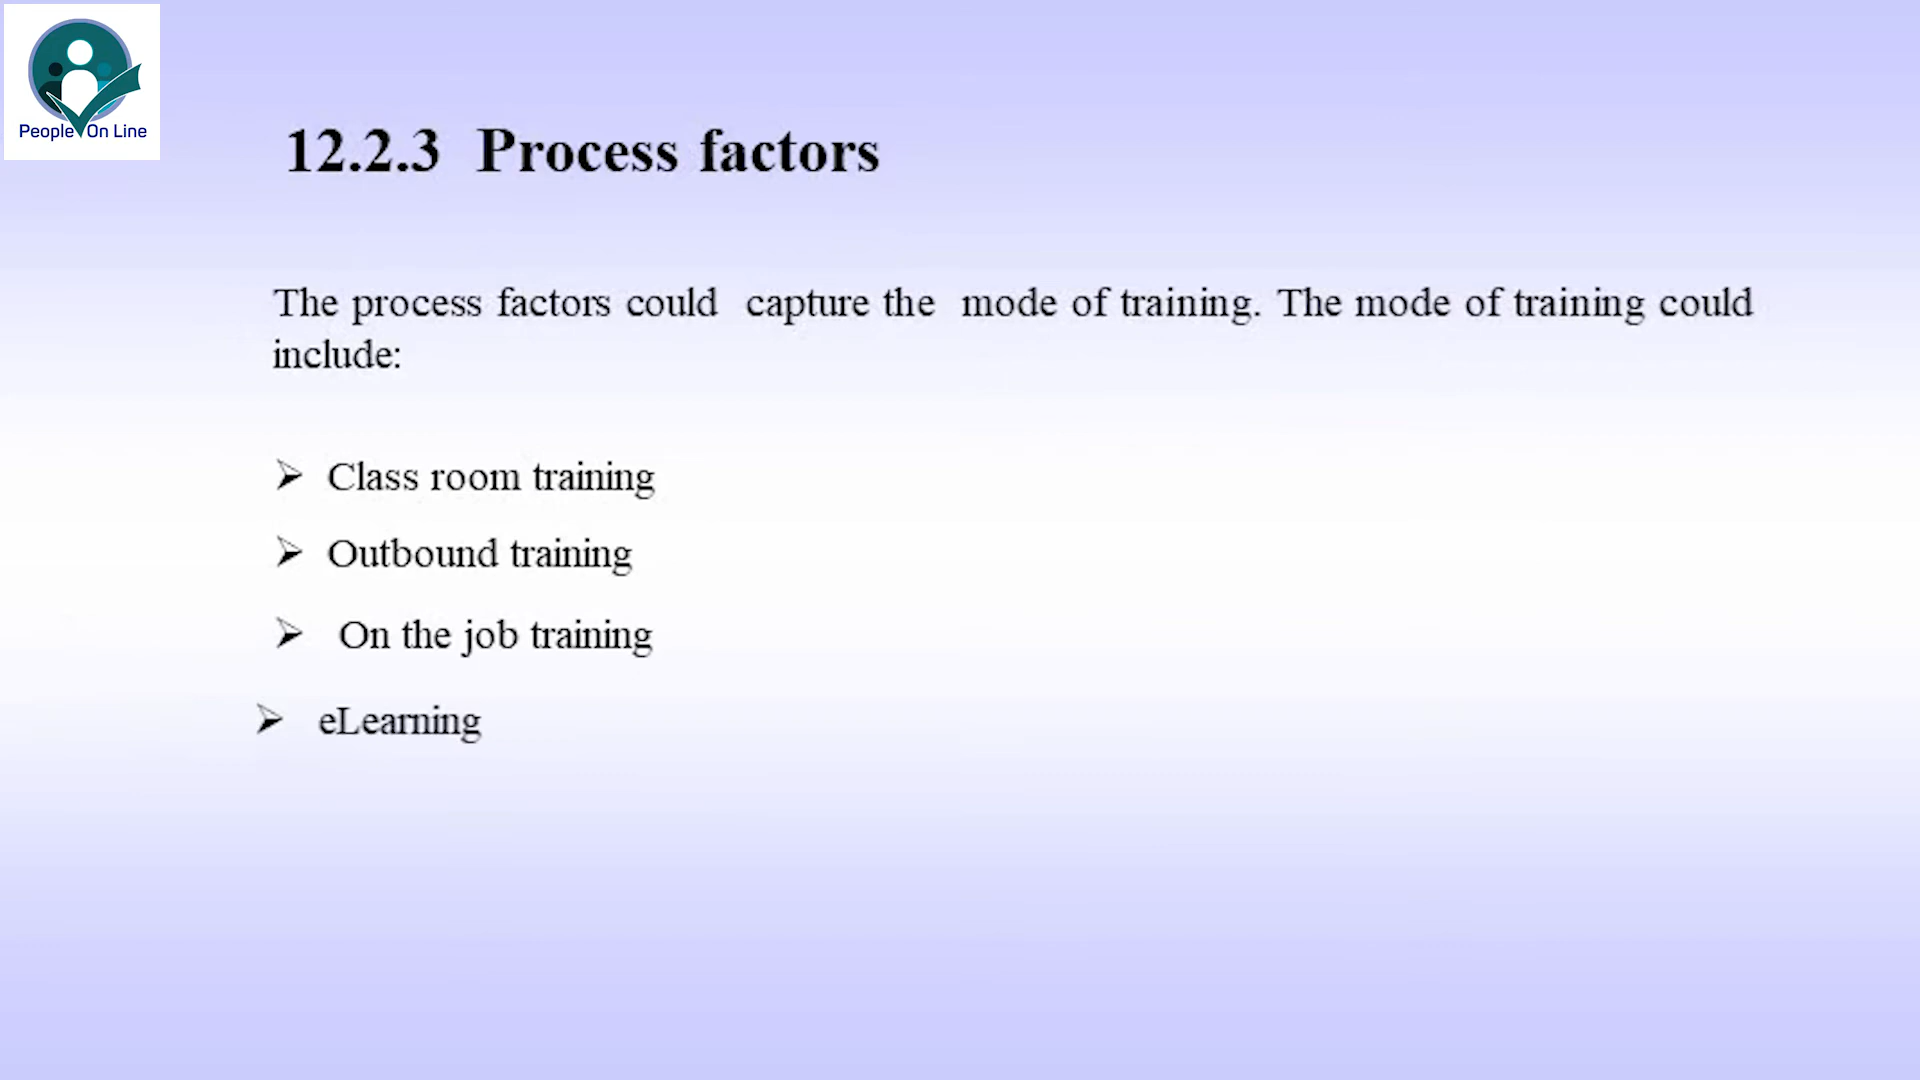 People On Line
12.2.3 Process factors
The process factors could capture the mode of training. The mode of training could
include:
➢ Class room training
➢ Outbound training
➢ On the job training
➢ eLearning